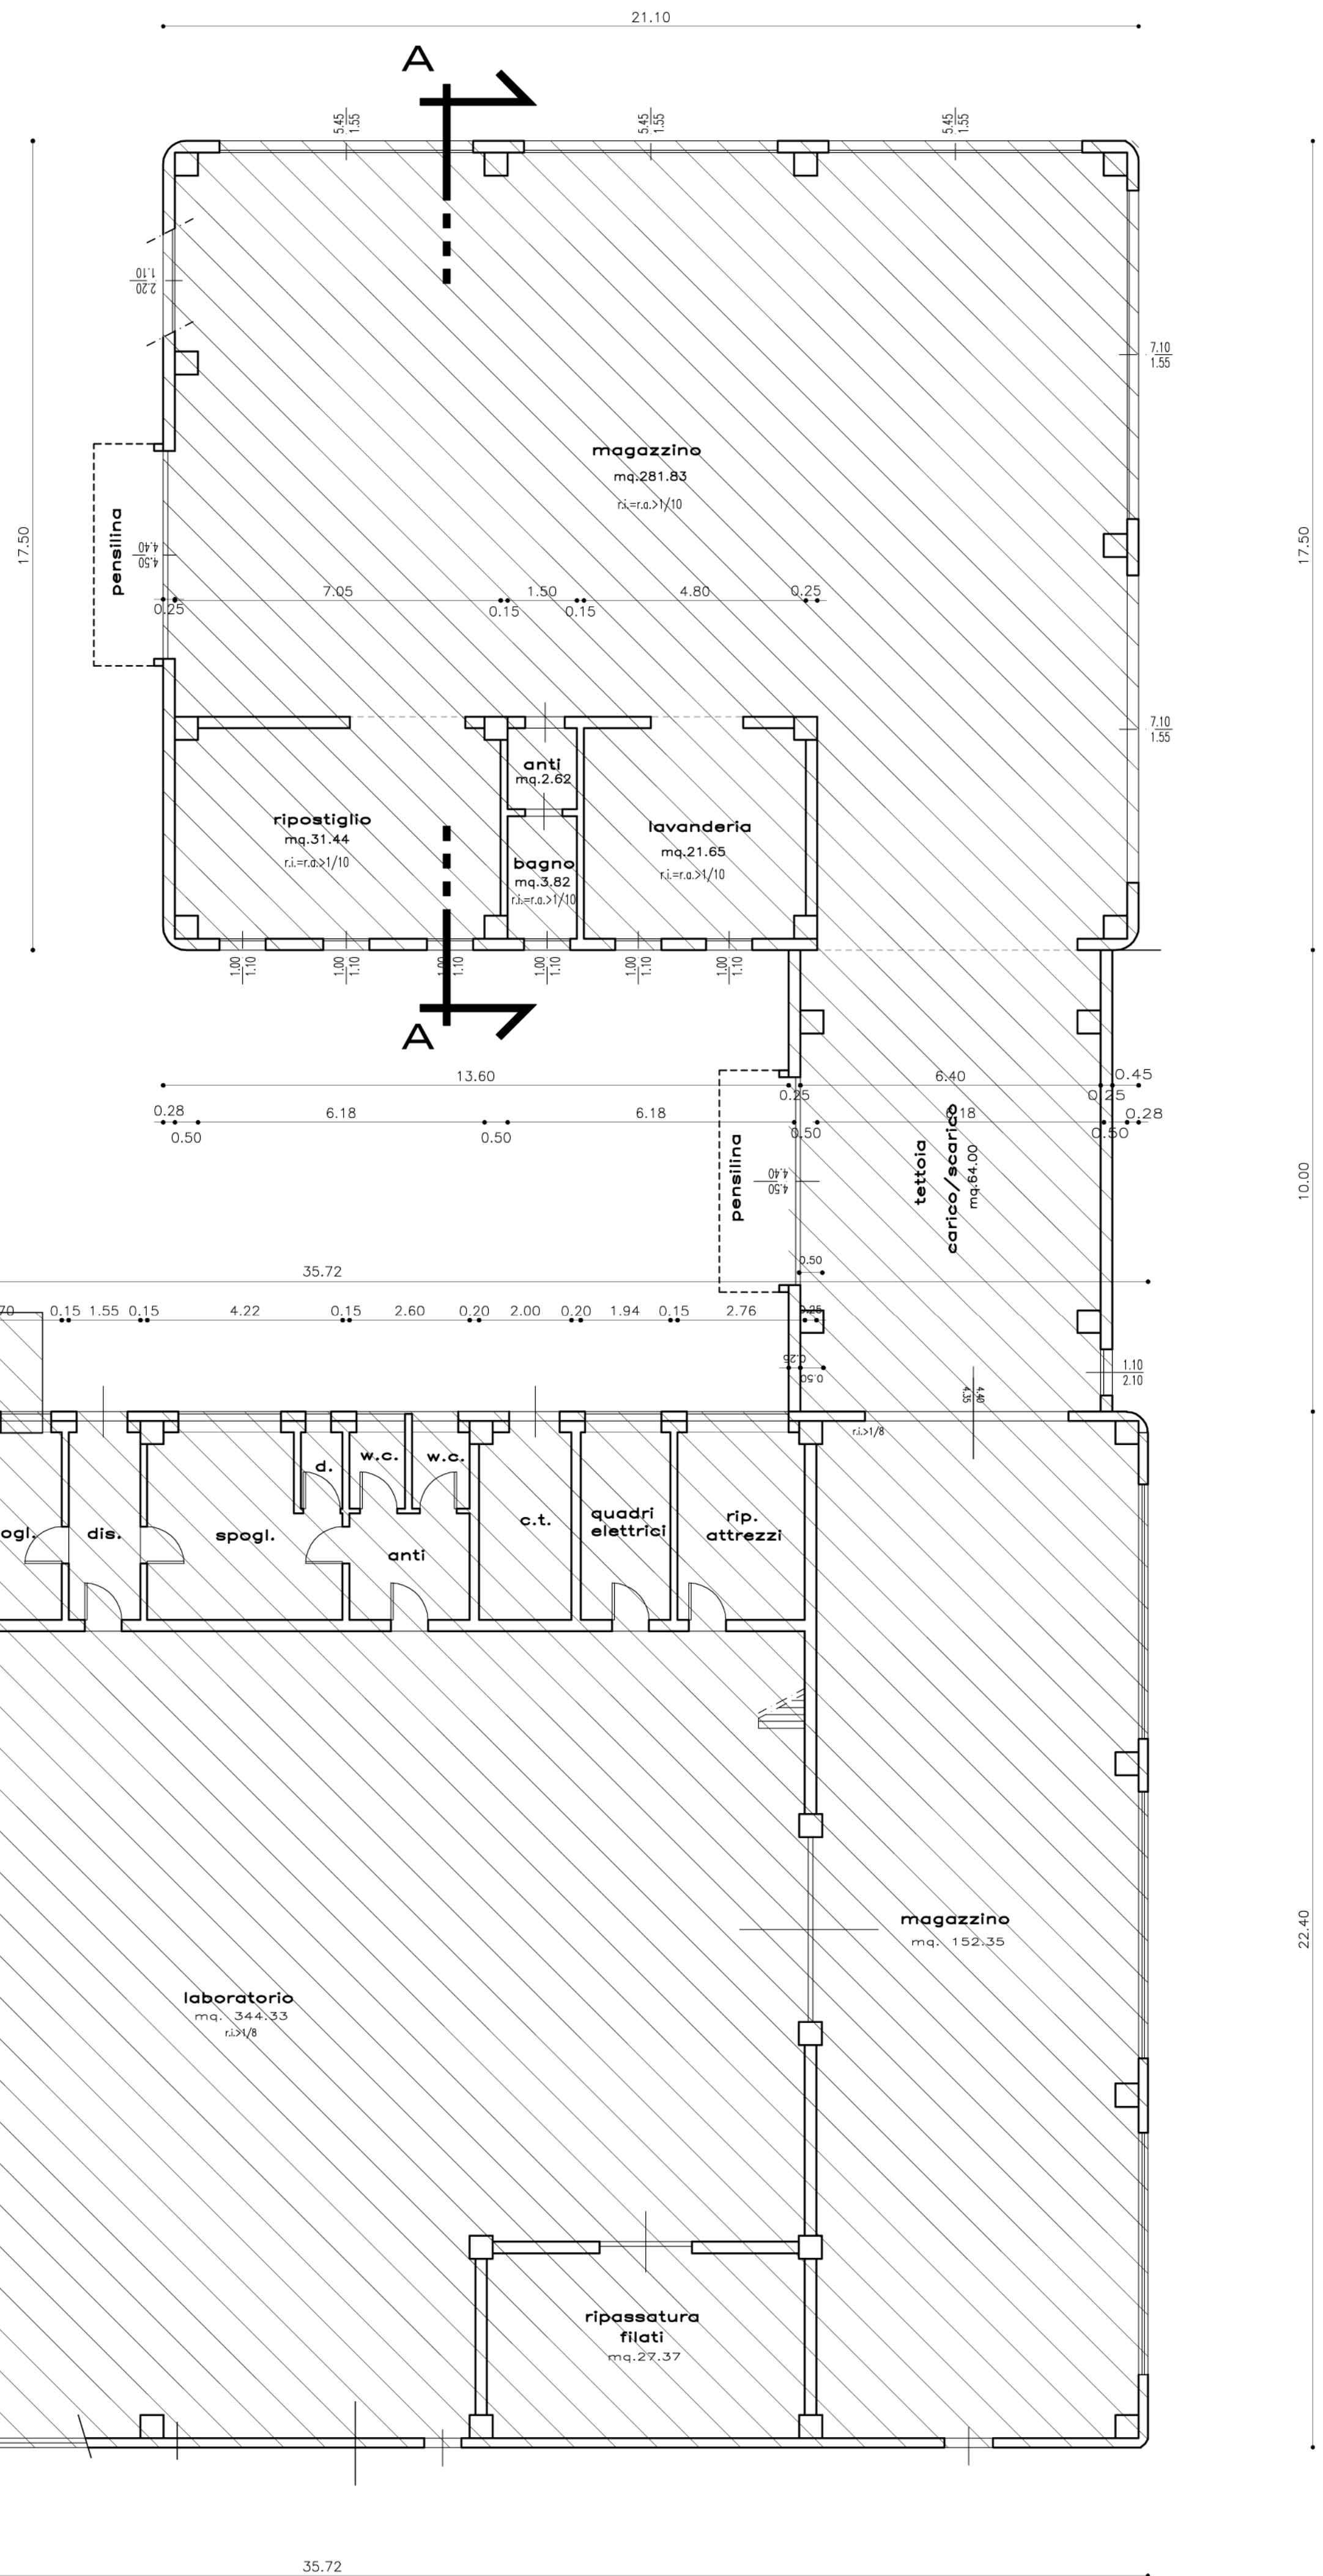 21.10
A
5.45
1.55
5.45
1.55
5.45
1.55
2.20
1.10
7.10
1.55
magazzino
mq.281.83
r.i.=r.a.>1/10
17.50
pensilina
4.50
4.40
17.50
7.05
1.50
4.80
0.25
0.25
0.15
0.15
7.10
1.55
anti
mq.2.62
ripostiglio
mq.31.44
r.i.=r.a.>1/10
lavanderia
mq.21.65
r.i.=r.a.>1/10
bagno
mq.3.82
r.i.=r.a.>1/10
1.00
1.10
1.00
1.10
1.00
1.10
1.00
1.10
1.00
1.10
1.00
1.10
A
13.60
6.40
0.45
0.25
0.25
0.28
6.18
6.18
6.18
0.28
0.50
0.50
0.50
0.50
pensilina
4.50
4.40
tettoia
carico/scarico
mq.64.00
10.00
35.72
0.50
70
0.15
1.55
0.15
4.22
0.15
2.60
0.20
2.00
0.20
1.94
0.15
2.76
0.25
0.25
0.50
1.10
2.10
4.35
4.40
r.i.>1/8
ogl.
dis.
spogl.
d.
w.c.
w.c.
anti
c.t.
quadri
elettrici
rip.
attrezzi
magazzino
mq. 152.35
22.40
laboratorio
mq. 344.33
r.i.>1/8
ripassatura
filati
mq.27.37
35.72